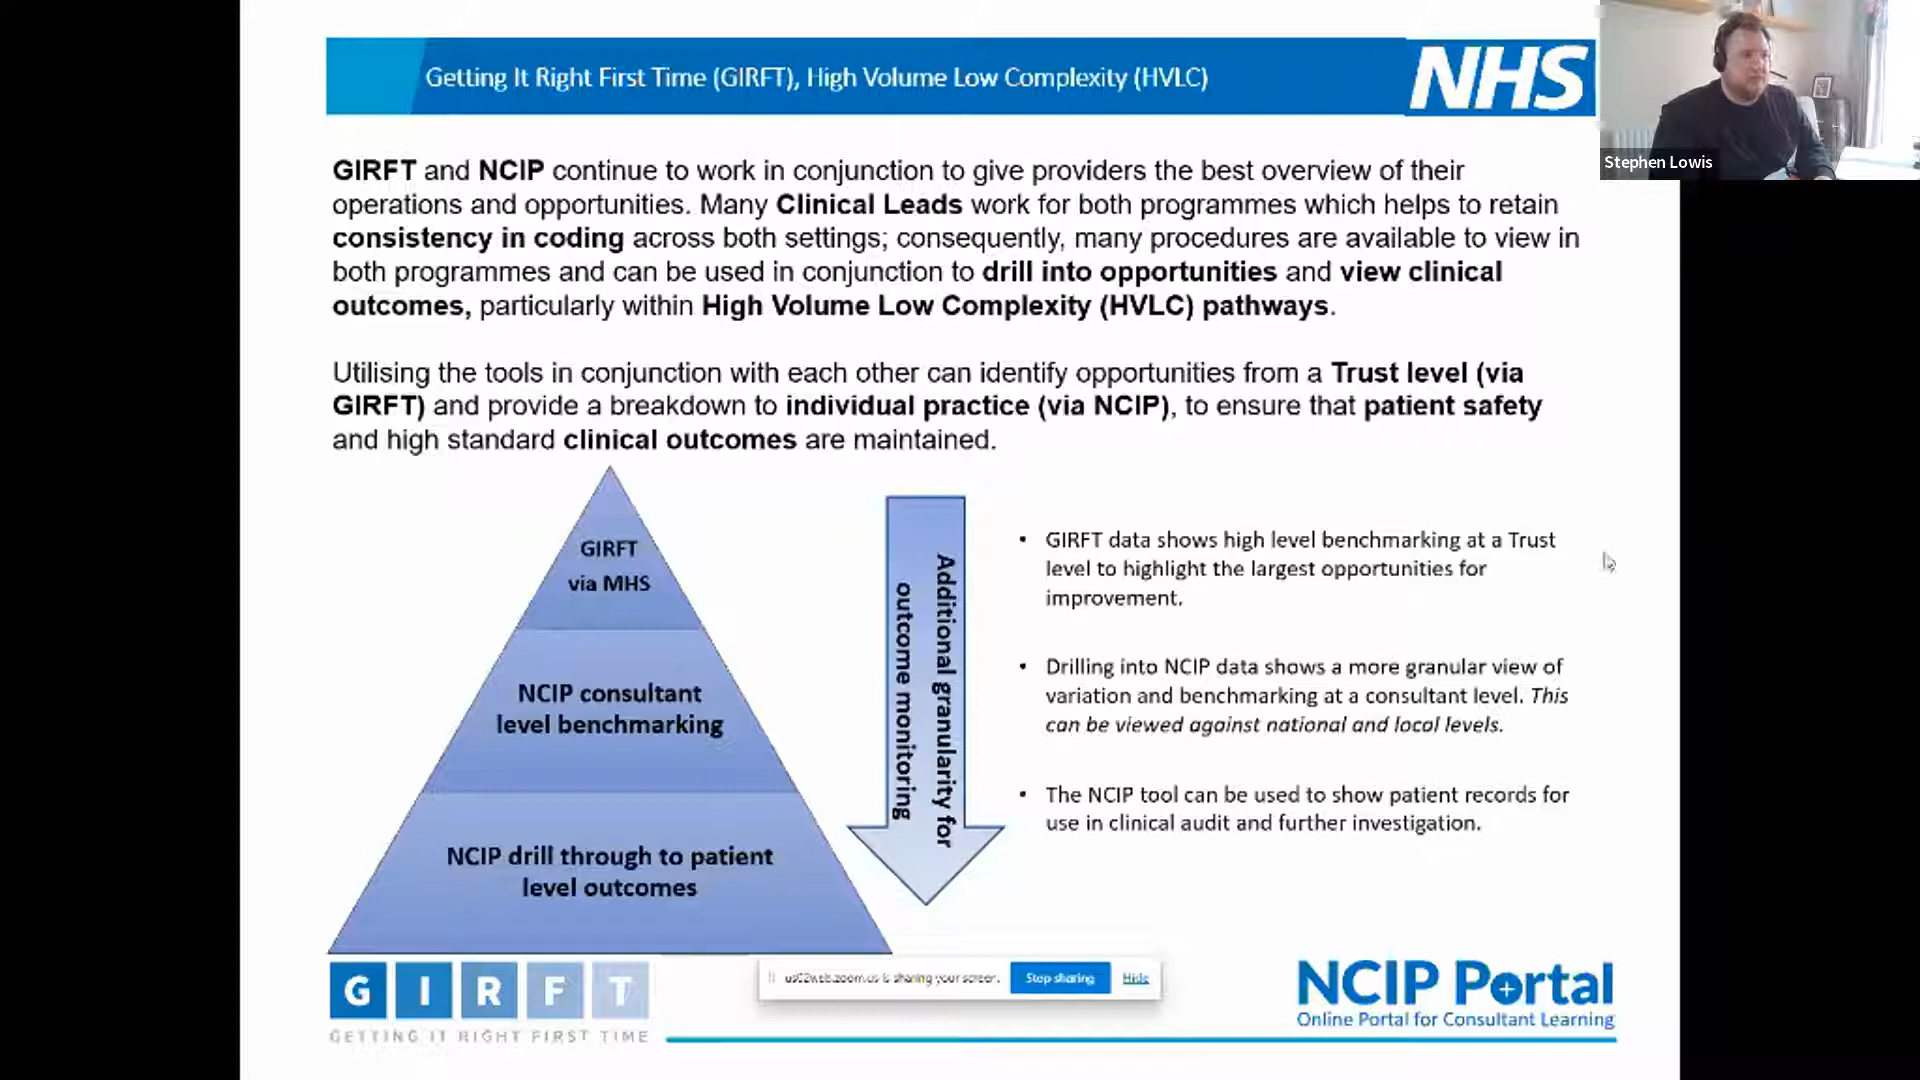 Getting It Right First Time (GIRFT), High Volume Low Complexity (HVLC)
NHS
Stephen Lowis
GIRFT and NCIP continue to work in conjunction to give providers the best overview of their
operations and opportunities. Many Clinical Leads work for both programmes which helps to retain
consistency in coding across both settings; consequently, many procedures are available to view in
both programmes and can be used in conjunction to drill into opportunities and view clinical
outcomes, particularly within High Volume Low Complexity (HVLC) pathways.
Utilising the tools in conjunction with each other can identify opportunities from a Trust level (via
GIRFT) and provide a breakdown to individual practice (via NCIP), to ensure that patient safety
and high standard clinical outcomes are maintained.
GIRFT
via MHS
NCIP consultant
level benchmarking
NCIP drill through to patient
level outcomes
Additional granularity for
outcome monitoring
• GIRFT data shows high level benchmarking at a Trust
level to highlight the largest opportunities for
improvement.
• Drilling into NCIP data shows a more granular view of
variation and benchmarking at a consultant level. This
can be viewed against national and local levels.
• The NCIP tool can be used to show patient records for
use in clinical audit and further investigation.
GIRFT
GETTING IT RIGHT FIRST TIME
us02web.zoom.us is sharing your screen.
Stop sharing
Hide
NCIP Portal
Online Portal for Consultant Learning